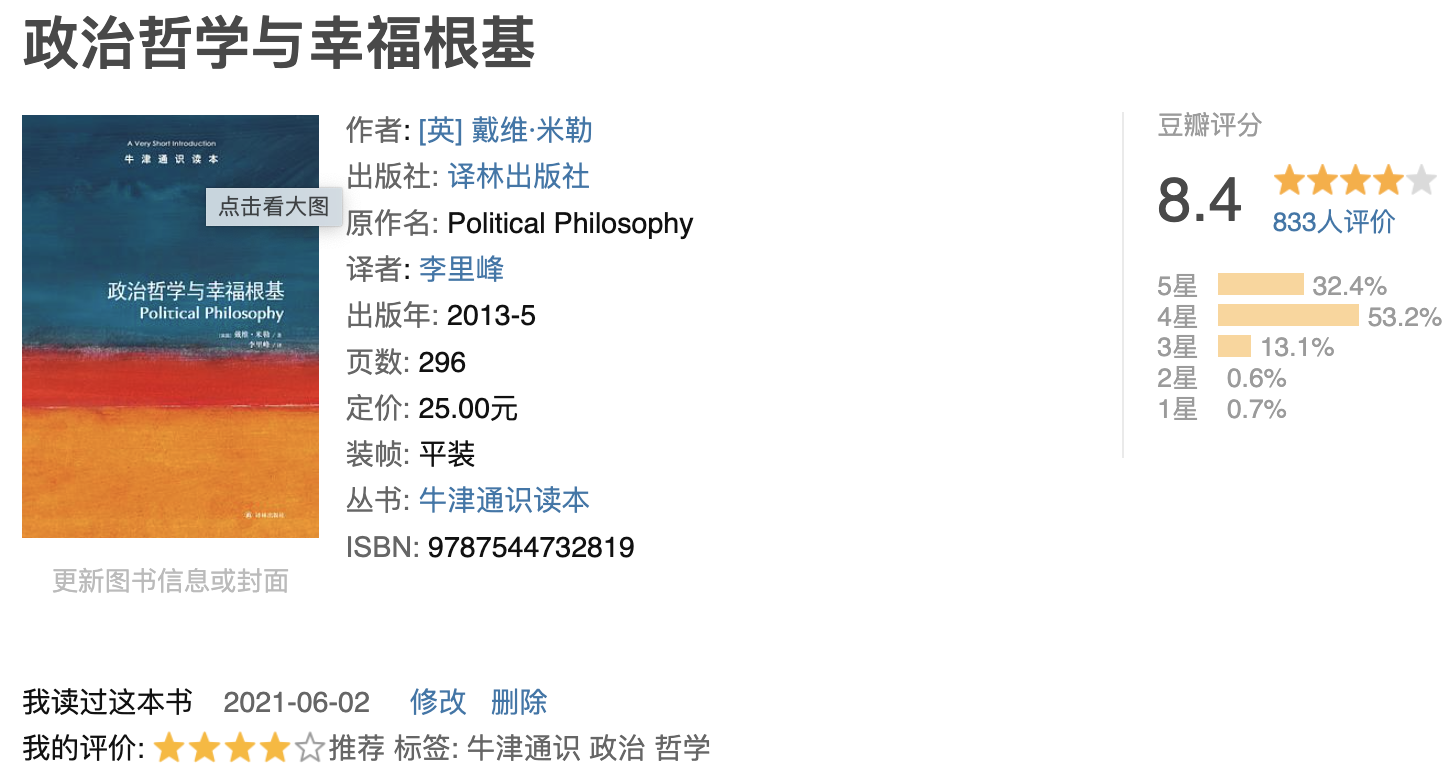 政治哲学与幸福根基
A Very Short Introduction
牛津通识读本
点击看大图
政治哲学与幸福根基
Political Philosophy
[英国] 戴维·米勒 / 著
李里峰 / 译
译林出版社
更新图书信息或封面
作者: [英] 戴维·米勒
出版社: 译林出版社
原作名: Political Philosophy
译者: 李里峰
出版年: 2013-5
页数: 296
定价: 25.00元
装帧: 平装
丛书: 牛津通识读本
ISBN: 9787544732819
豆瓣评分
8.4
833人评价
5星 32.4%
4星 53.2%
3星 13.1%
2星 0.6%
1星 0.7%
我读过这本书 2021-06-02 修改 删除
我的评价: 推荐 标签: 牛津通识 政治 哲学